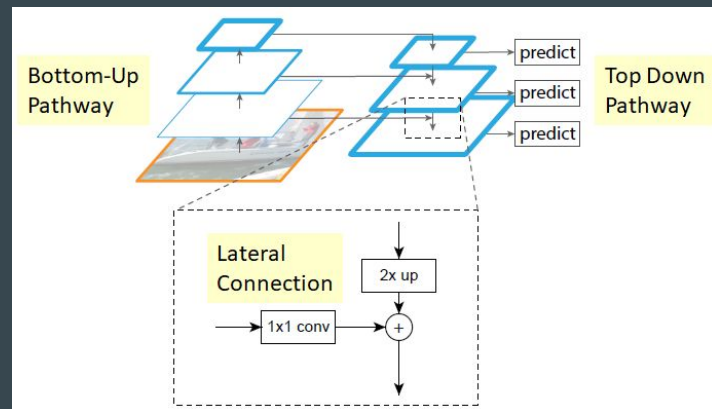 Bottom-Up
Pathway
predict
predict
predict
Top Down
Pathway
Lateral
Connection
2x up
1x1 conv
+